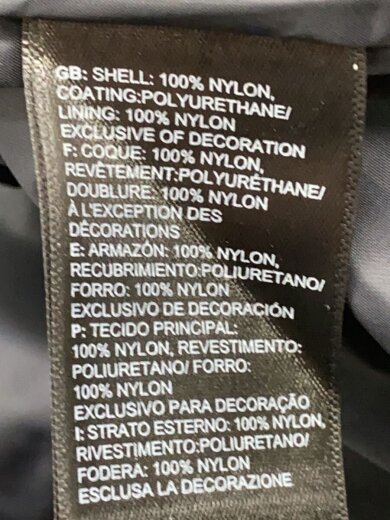 GB: SHELL: 100% NYLON,
COATING:POLYURETHANE/
LINING: 100% NYLON
EXCLUSIVE OF DECORATION
F: COQUE: 100% NYLON,
REVÊTEMENT:POLYURÉTHANE/
DOUBLURE: 100% NYLON
À L'EXCEPTION DES
DÉCORATIONS
E: ARMAZÓN: 100% NYLON,
RECUBRIMIENTO:POLIURETANO/
FORRO: 100% NYLON
EXCLUSIVO DE DECORACIÓN
P: TECIDO PRINCIPAL:
100% NYLON, REVESTIMENTO:
POLIURETANO/ FORRO:
100% NYLON
EXCLUSIVO PARA DECORAÇÃO
I: STRATO ESTERNO: 100% NYLON,
RIVESTIMENTO:POLIURETANO/
FODERA: 100% NYLON
ESCLUSA LA DECORAZIONE